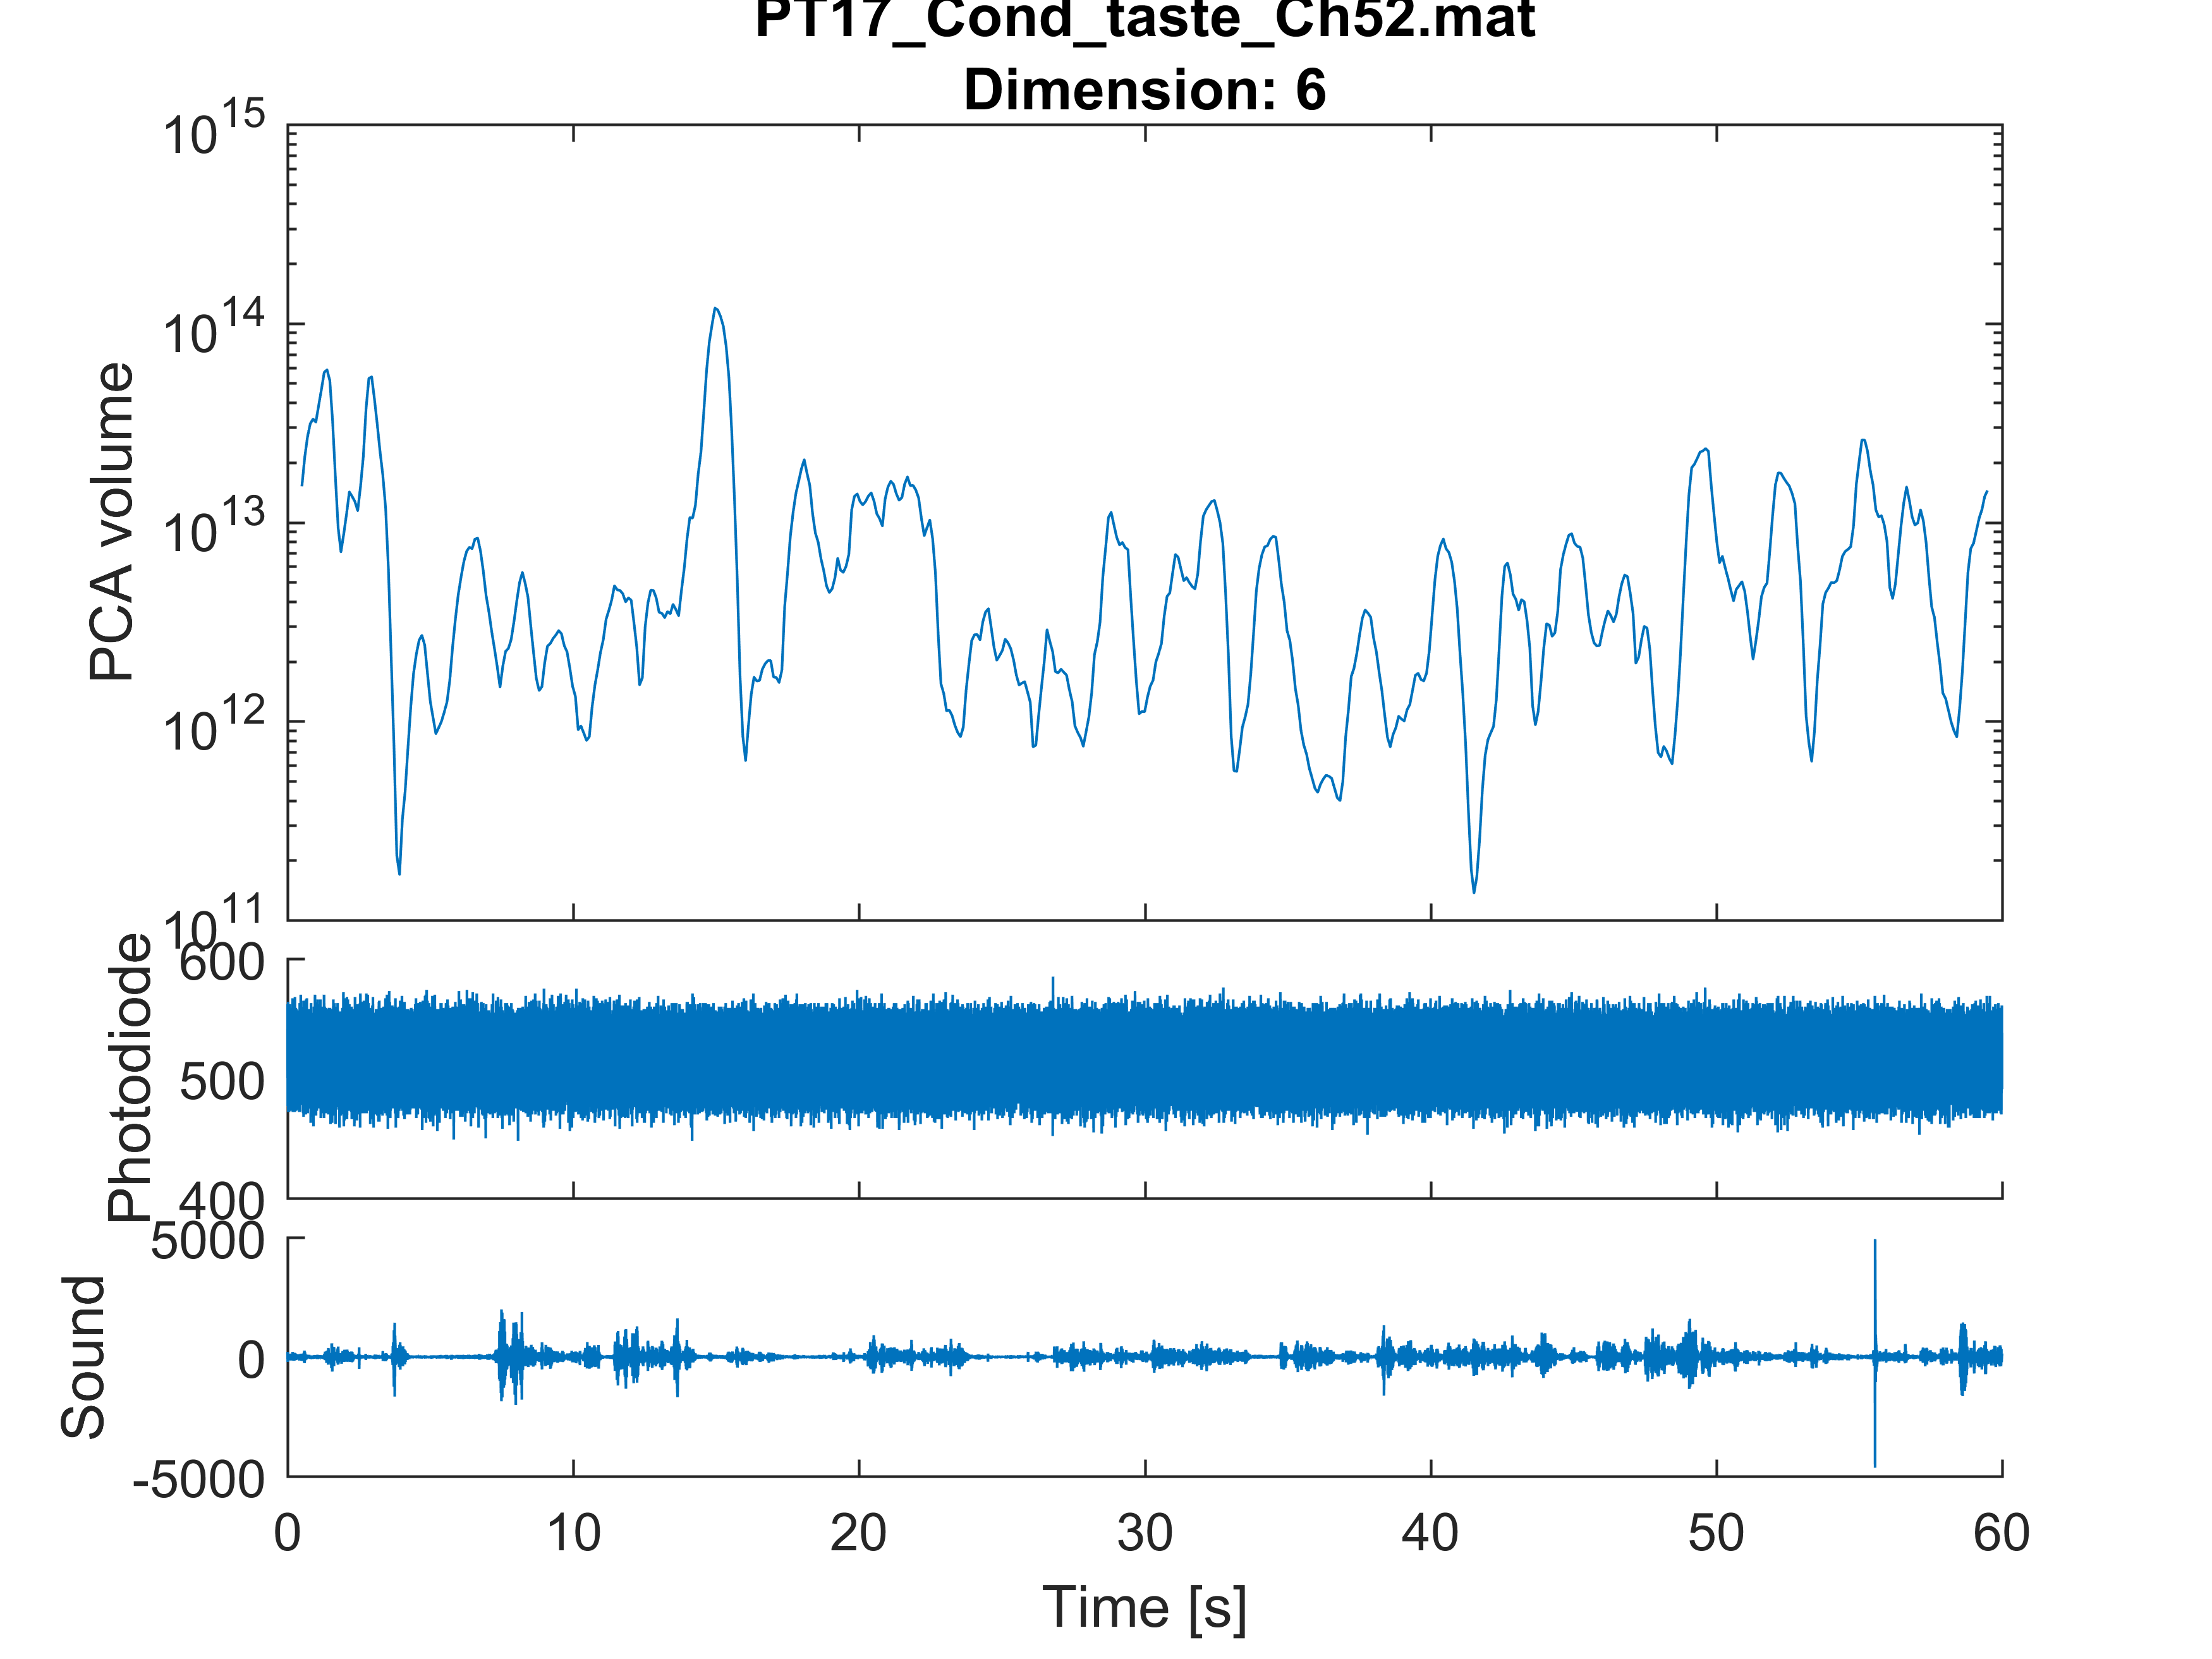 PT17_Cond_taste_Ch52.mat
Dimension: 6
10^15
10^14
10^13
10^12
10^11
PCA volume
600
500
400
Photodiode
5000
0
-5000
Sound
0 10 20 30 40 50 60
Time [s]